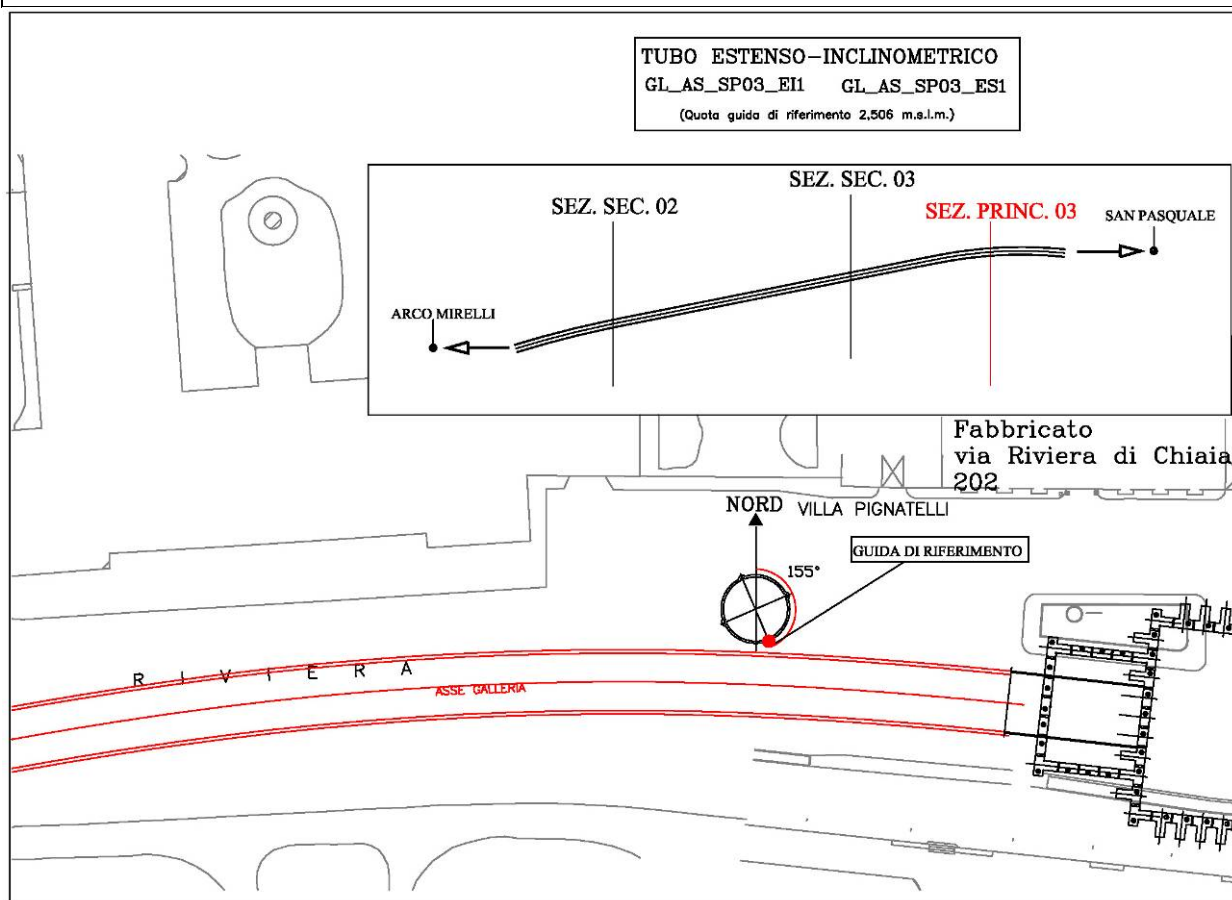 TUBO ESTENSO-INCLINOMETRICO
GL_AS_SP03_EI1 GL_AS_SP03_ES1
(Quota guida di riferimento 2,506 m.s.l.m.)
SEZ. SEC. 02
SEZ. SEC. 03
SEZ. PRINC. 03
SAN PASQUALE
ARCO MIRELLI
Fabbricato
via Riviera di Chiaia
202
NORD
VILLA PIGNATELLI
GUIDA DI RIFERIMENTO
155°
RIVIERA
ASSE GALLERIA